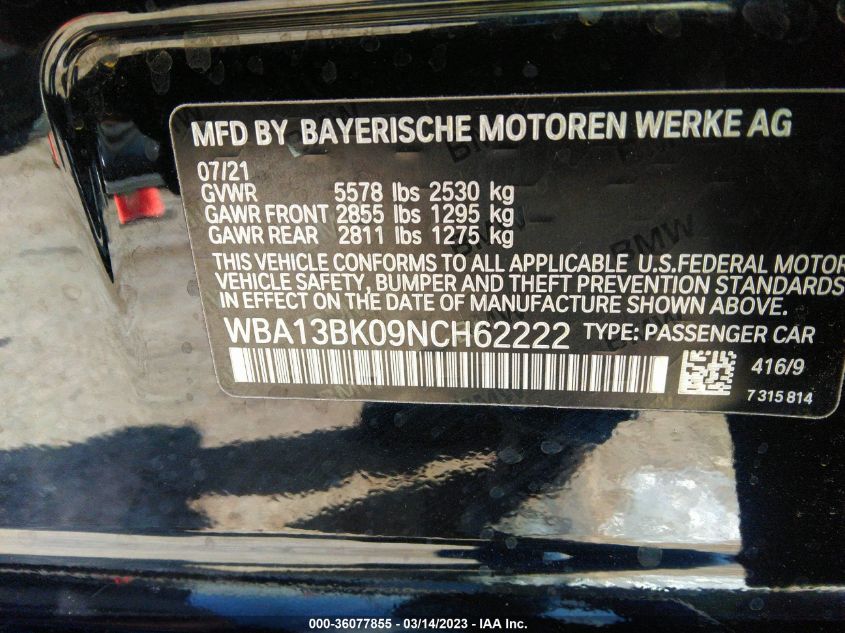 MFD BY BAYERISCHE MOTOREN WERKE AG
07/21
GVWR 5578 lbs 2530 kg
GAWR FRONT 2855 lbs 1295 kg
GAWR REAR 2811 lbs 1275 kg
THIS VEHICLE CONFORMS TO ALL APPLICABLE U.S.FEDERAL MOTOR
VEHICLE SAFETY, BUMPER AND THEFT PREVENTION STANDARDS
IN EFFECT ON THE DATE OF MANUFACTURE SHOWN ABOVE.
WBA13BK09NCH62222 TYPE: PASSENGER CAR
416/9
7 315 814
BMW
000-36077855 - 03/14/2023 - IAA Inc.